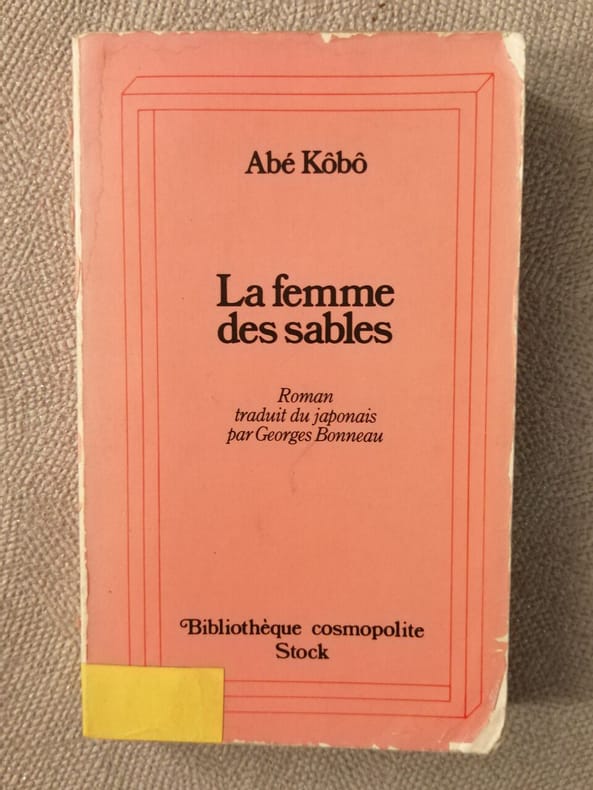 Abé Kôbô
La femme
des sables
Roman
traduit du japonais
par Georges Bonneau
Bibliothèque cosmopolite
Stock